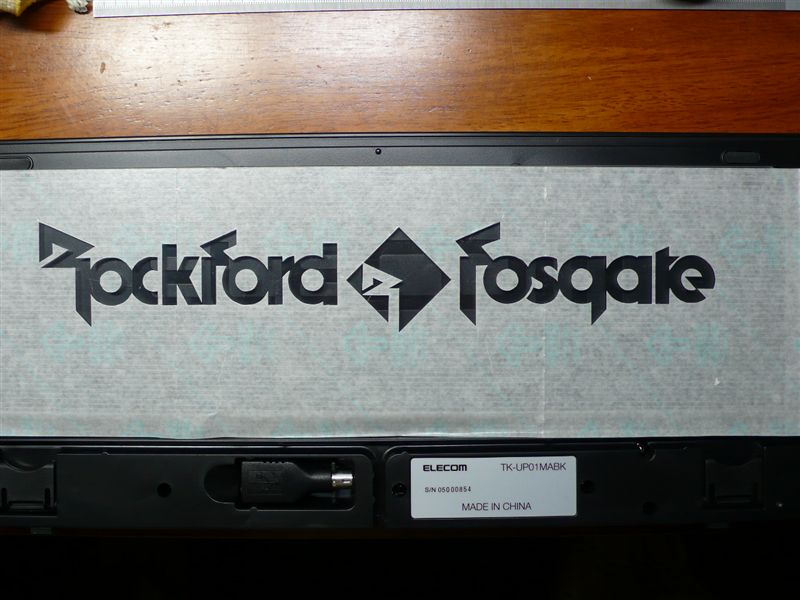 Rockford Fosgate
ELECOM TK-UP01MABK
S/N 05000854
MADE IN CHINA